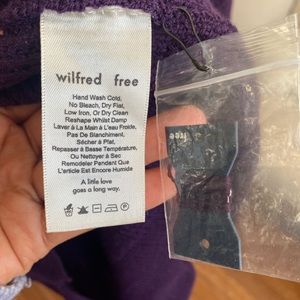 wilfred free
Hand Wash Cold,
No Bleach, Dry Flat,
Low Iron, Or Dry Clean
Reshape Whilst Damp
Laver à La Main à L'eau Froide,
Pas De Blanchiment,
Sécher à Plat,
Repasser à Basse Température,
Ou Nettoyer à Sec
Remodeler Pendant Que
L'article Est Encore Humide
A little love
goes a long way.
free